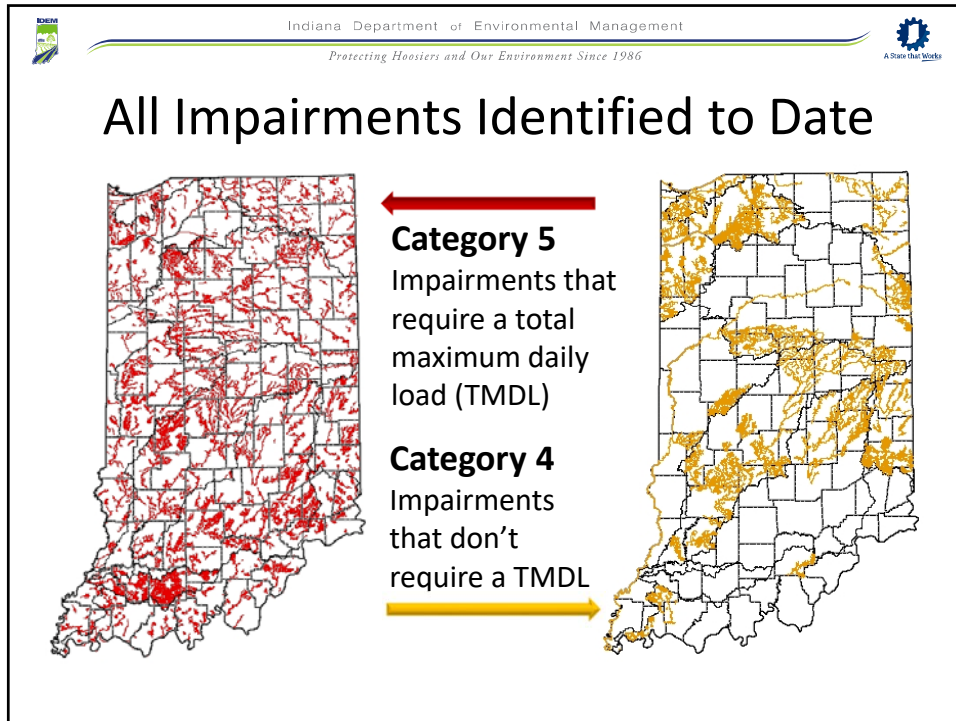 IDEM
Indiana Department of Environmental Management
Protecting Hoosiers and Our Environment Since 1986
A State that Works
All Impairments Identified to Date
Category 5
Impairments that
require a total
maximum daily
load (TMDL)
Category 4
Impairments
that don’t
require a TMDL